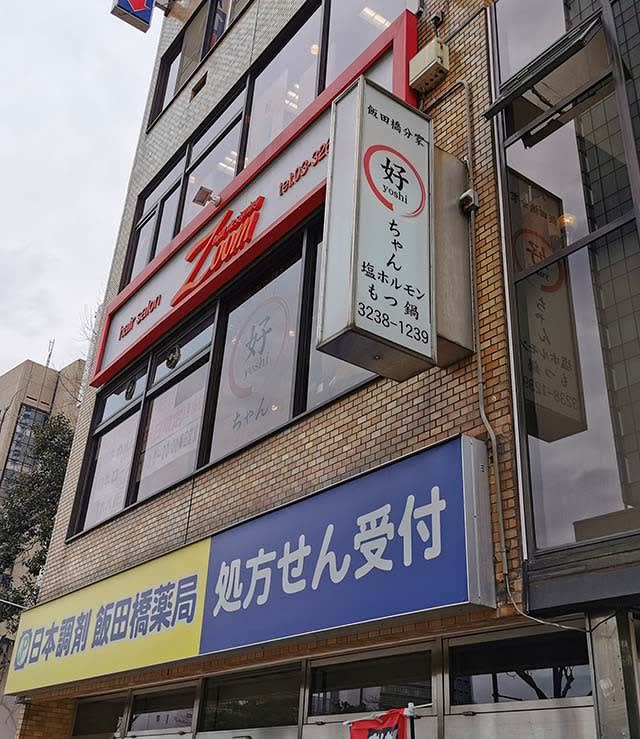 飯田橋分家
好
yoshi
ちゃん
塩ホルモン
もつ鍋
3238-1239
hair salon
Zoom
tel.03-320
好
yoshi
ちゃん
日本調剤 飯田橋薬局
処方せん受付